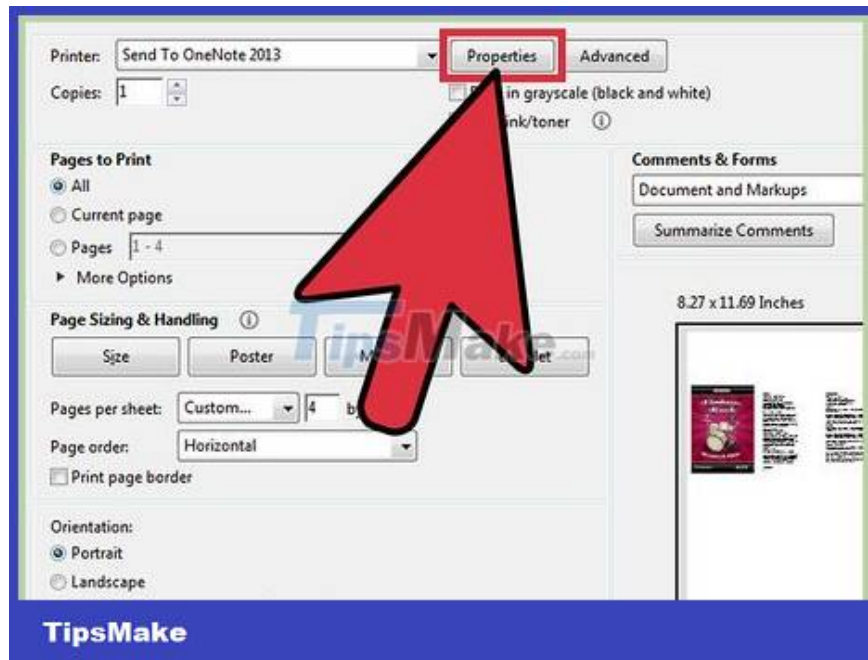 Printer: Send To OneNote 2013 Properties Advanced
Copies: 1 in grayscale (black and white)
ink/toner
Pages to Print Comments & Forms
All Document and Markups
Current page
Pages 1 - 4 Summarize Comments
More Options
8.27 x 11.69 Inches
Page Sizing & Handling
Size Poster
TipsMake.com
Pages per sheet: Custom... 4
Page order: Horizontal
Print page border
Orientation:
Portrait
Landscape
TipsMake